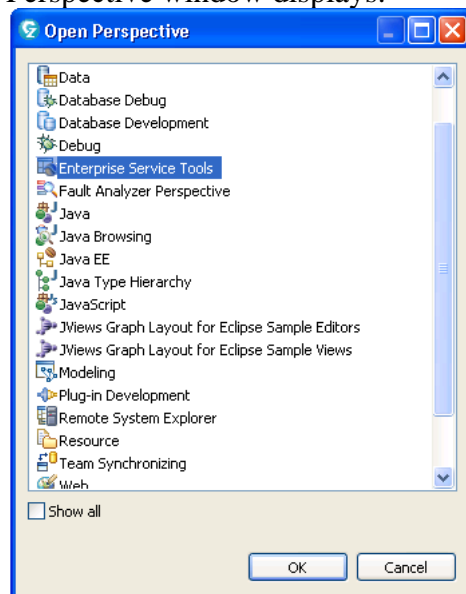 Perspective window displays.
Open Perspective
Data
Database Debug
Database Development
Debug
Enterprise Service Tools
Fault Analyzer Perspective
Java
Java Browsing
Java EE
Java Type Hierarchy
JavaScript
JViews Graph Layout for Eclipse Sample Editors
JViews Graph Layout for Eclipse Sample Views
Modeling
Plug-in Development
Remote System Explorer
Resource
Team Synchronizing
Web
Show all
OK Cancel